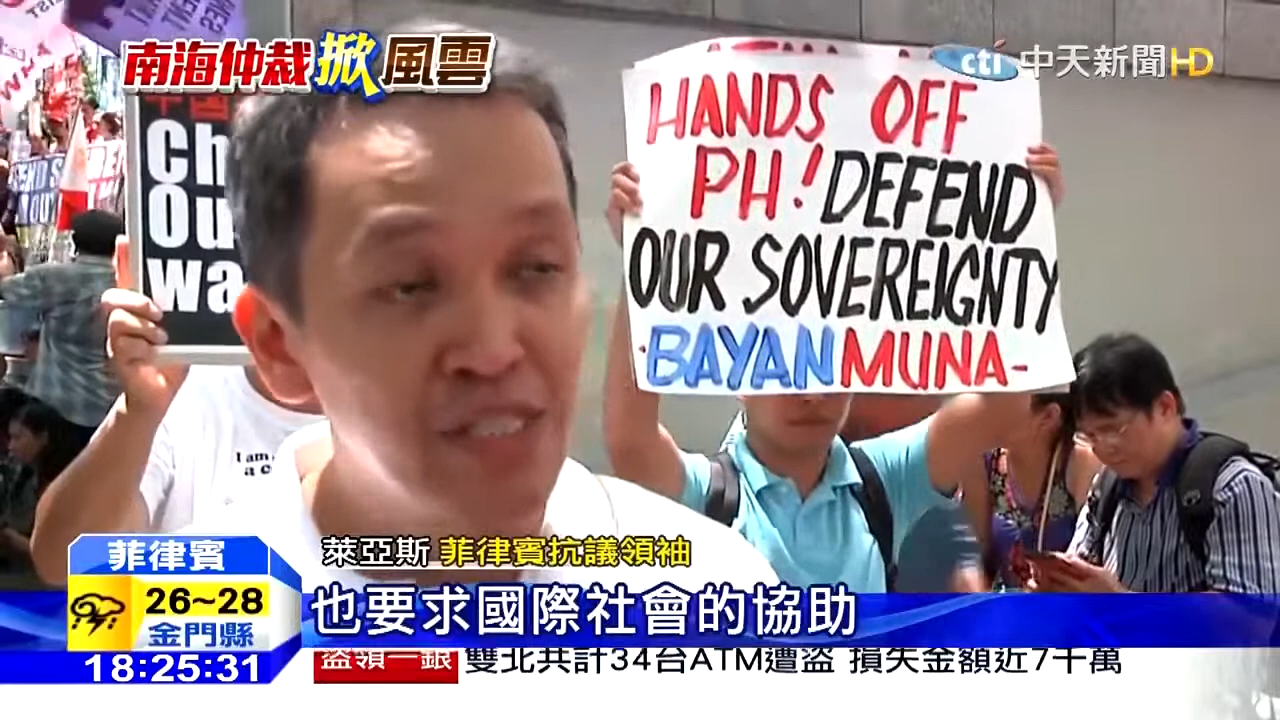 南海仲裁掀風雲
cti 中天新聞HD
Ch
Ou
wa
HANDS OFF
PH! DEFEND
OUR SOVEREIGNTY
-BAYAN MUNA-
I am
a c
菲律賓
萊亞斯 菲律賓抗議領袖
26~28
金門縣
也要求國際社會的協助
18:25:31
盜領一銀 雙北共計34台ATM遭盜 損失金額近7千萬